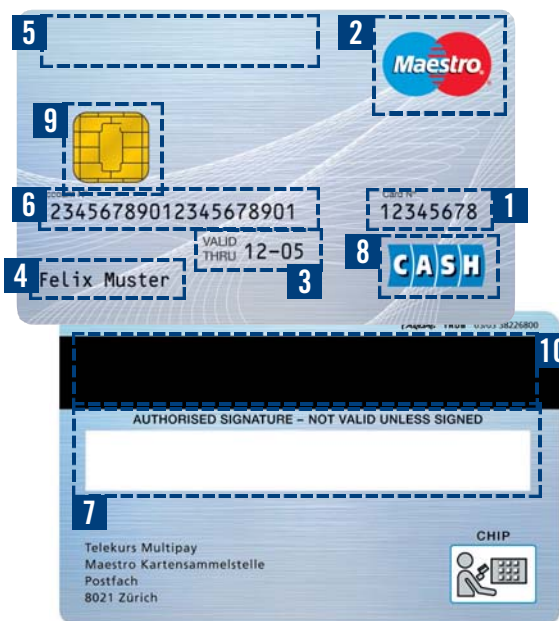 5
2
Maestro
9
Card N°
6
23456789012345678901
12345678
1
VALID
THRU 12-05
3
8
CASH
4
Felix Muster
38226800
10
AUTHORISED SIGNATURE – NOT VALID UNLESS SIGNED
7
CHIP
Telekurs Multipay
Maestro Kartensammelstelle
Postfach
8021 Zürich